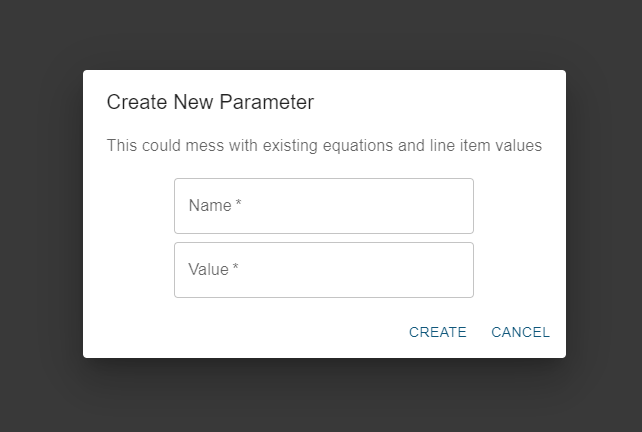 Create New Parameter
This could mess with existing equations and line item values
Name *
Value *
CREATE CANCEL